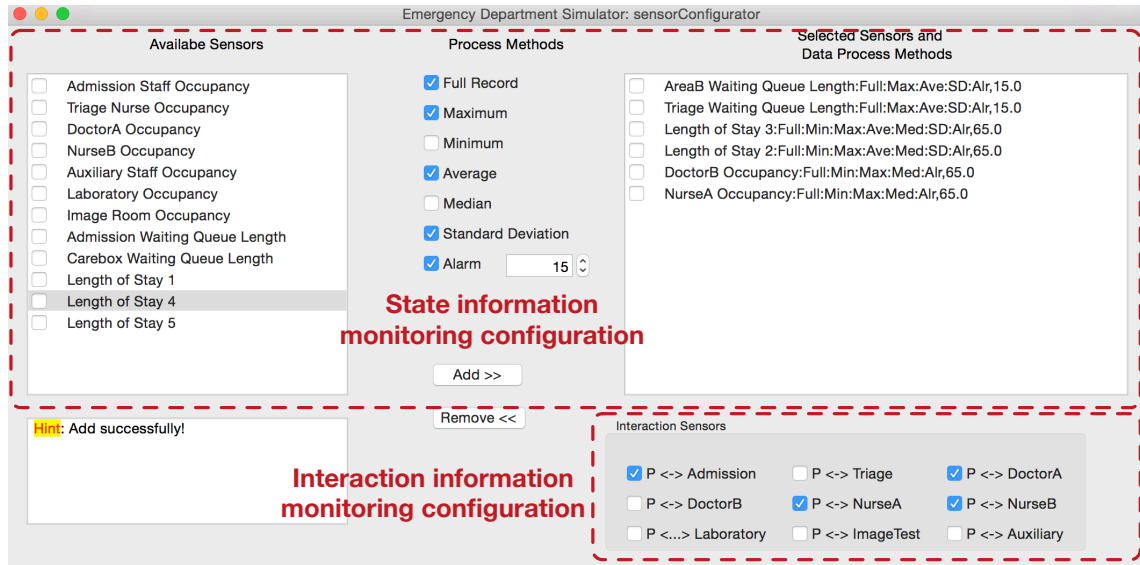 Emergency Department Simulator: sensorConfigurator
Availabe Sensors
Admission Staff Occupancy
Triage Nurse Occupancy
DoctorA Occupancy
NurseB Occupancy
Auxiliary Staff Occupancy
Laboratory Occupancy
Image Room Occupancy
Admission Waiting Queue Length
Carebox Waiting Queue Length
Length of Stay 1
Length of Stay 4
Length of Stay 5
Process Methods
Full Record
Maximum
Minimum
Average
Median
Standard Deviation
Alarm 15
State information
monitoring configuration
Add >>
Remove <<
Selected Sensors and
Data Process Methods
AreaB Waiting Queue Length:Full:Max:Ave:SD:Alr,15.0
Triage Waiting Queue Length:Full:Max:Ave:SD:Alr,15.0
Length of Stay 3:Full:Min:Max:Ave:Med:SD:Alr,65.0
Length of Stay 2:Full:Min:Max:Ave:Med:SD:Alr,65.0
DoctorB Occupancy:Full:Min:Max:Med:Alr,65.0
NurseA Occupancy:Full:Min:Max:Med:Alr,65.0
Hint: Add successfully!
Interaction information
monitoring configuration
Interaction Sensors
P <-> Admission P <-> Triage P <-> DoctorA
P <-> DoctorB P <-> NurseA P <-> NurseB
P <...> Laboratory P <-> ImageTest P <-> Auxiliary